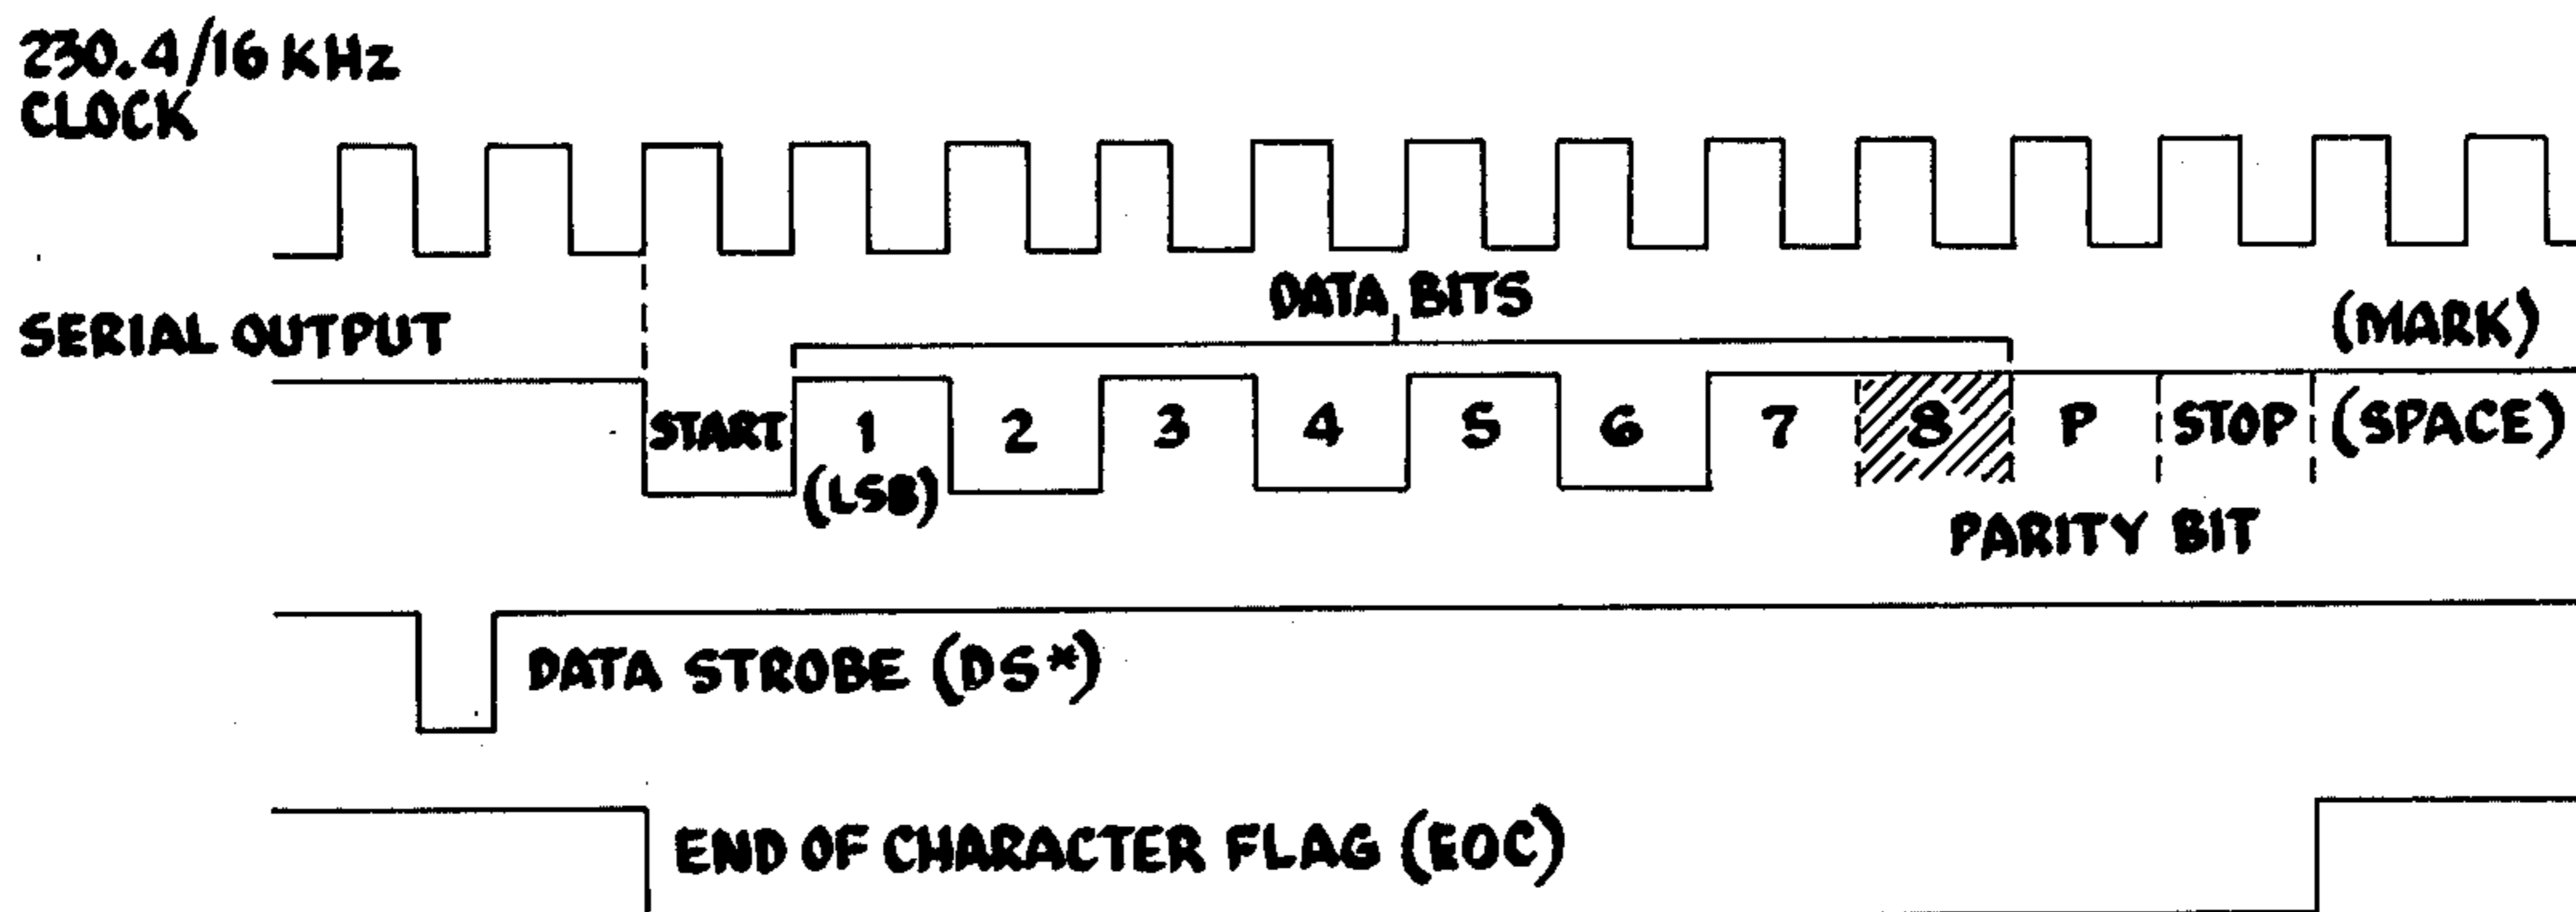 230.4/16 KHz
CLOCK
DATA BITS
SERIAL OUTPUT
(MARK)
START 1 2 3 4 5 6 7 8 P STOP (SPACE)
(LSB)
PARITY BIT
DATA STROBE (DS*)
END OF CHARACTER FLAG (EOC)